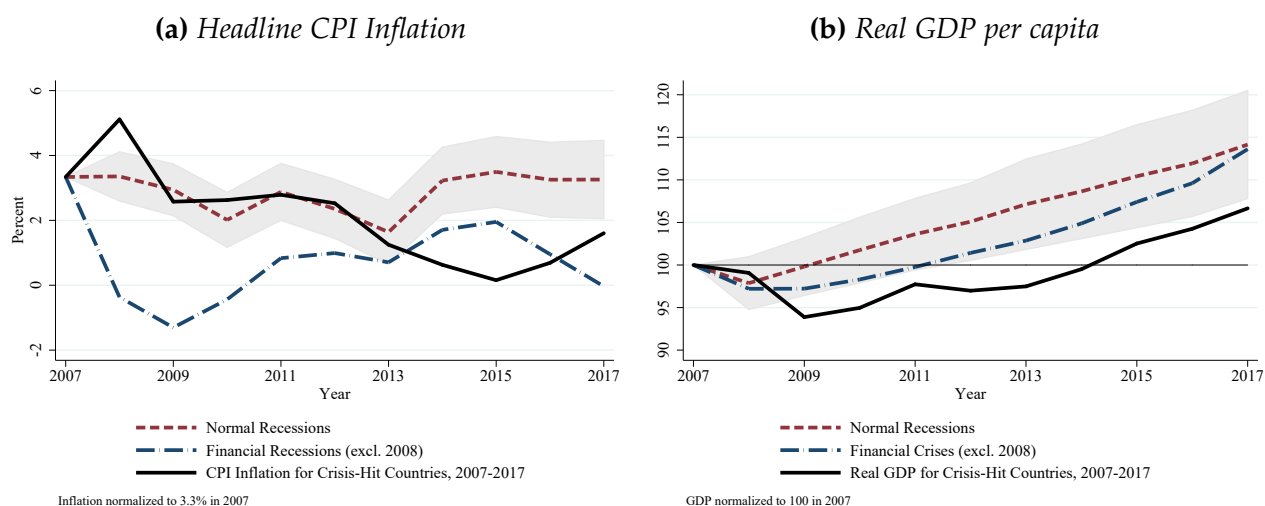 (a) Headline CPI Inflation
Percent
6
4
2
0
-2
2007 2009 2011 2013 2015 2017
Year
Normal Recessions
Financial Recessions (excl. 2008)
CPI Inflation for Crisis-Hit Countries, 2007-2017
Inflation normalized to 3.3% in 2007
(b) Real GDP per capita
120
115
110
105
100
95
90
2007 2009 2011 2013 2015 2017
Year
Normal Recessions
Financial Crises (excl. 2008)
Real GDP for Crisis-Hit Countries, 2007-2017
GDP normalized to 100 in 2007